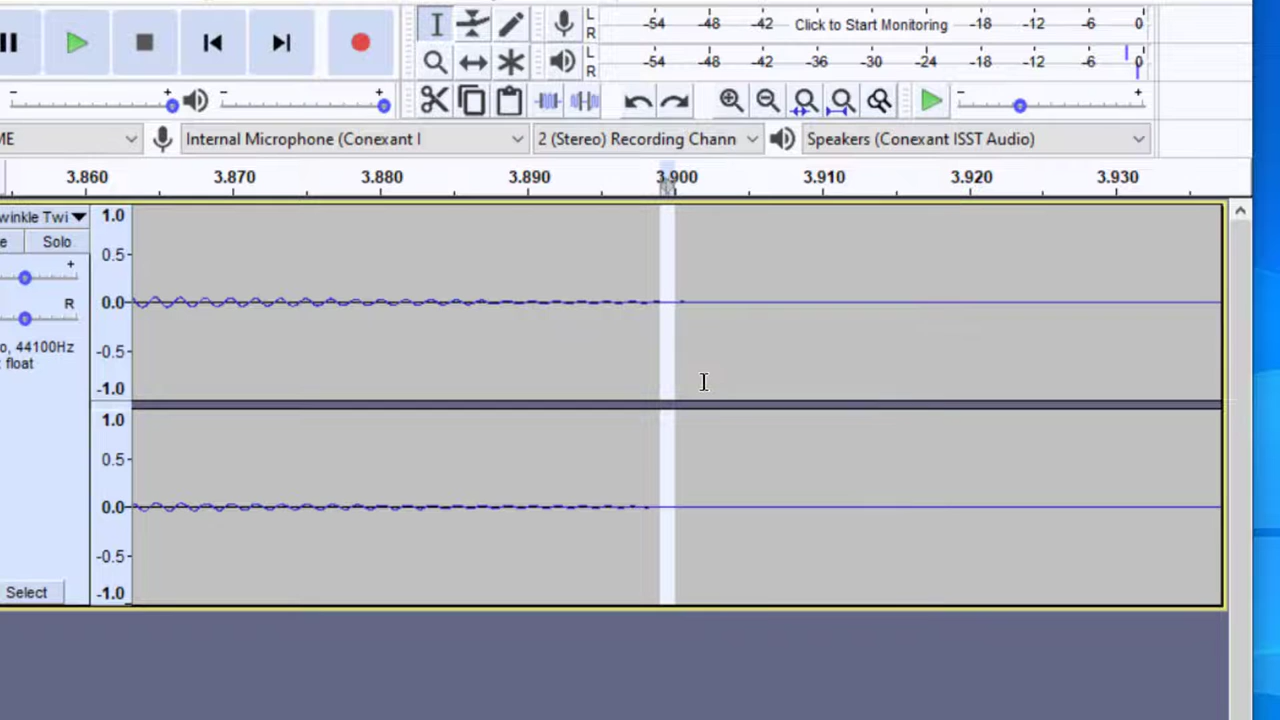 L
R
-54 -48 -42 Click to Start Monitoring -18 -12 -6 0
L
R
-54 -48 -42 -36 -30 -24 -18 -12 -6 0
- + - + - +
ME Internal Microphone (Conexant I 2 (Stereo) Recording Chann Speakers (Conexant ISST Audio)
3.860 3.870 3.880 3.890 3.900 3.910 3.920 3.930
winkle Twi 1.0
e Solo
+ 0.5
R 0.0
o, 44100Hz -0.5
t float
-1.0
1.0
0.5
0.0
-0.5
Select -1.0